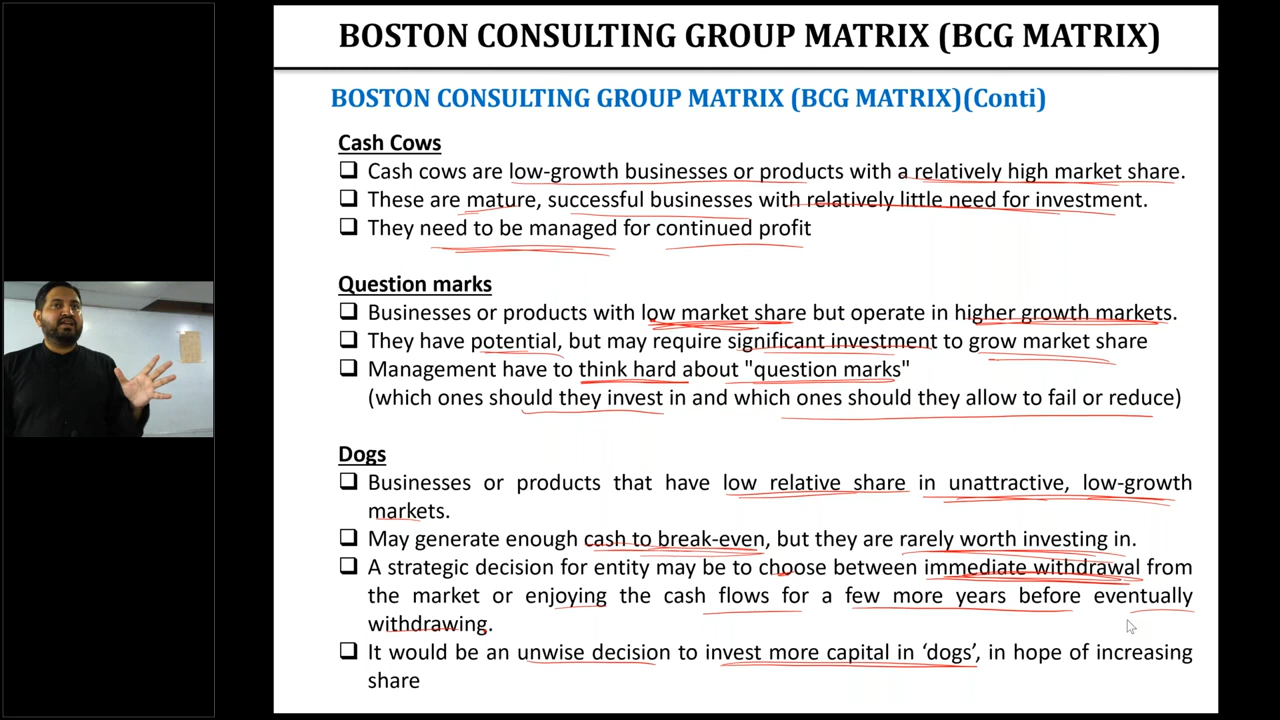 BOSTON CONSULTING GROUP MATRIX (BCG MATRIX)
BOSTON CONSULTING GROUP MATRIX (BCG MATRIX)(Conti)
Cash Cows
❑ Cash cows are low-growth businesses or products with a relatively high market share.
❑ These are mature, successful businesses with relatively little need for investment.
❑ They need to be managed for continued profit
Question marks
❑ Businesses or products with low market share but operate in higher growth markets.
❑ They have potential, but may require significant investment to grow market share
❑ Management have to think hard about "question marks"
(which ones should they invest in and which ones should they allow to fail or reduce)
Dogs
❑ Businesses or products that have low relative share in unattractive, low-growth
markets.
❑ May generate enough cash to break-even, but they are rarely worth investing in.
❑ A strategic decision for entity may be to choose between immediate withdrawal from
the market or enjoying the cash flows for a few more years before eventually
withdrawing.
❑ It would be an unwise decision to invest more capital in ‘dogs’, in hope of increasing
share